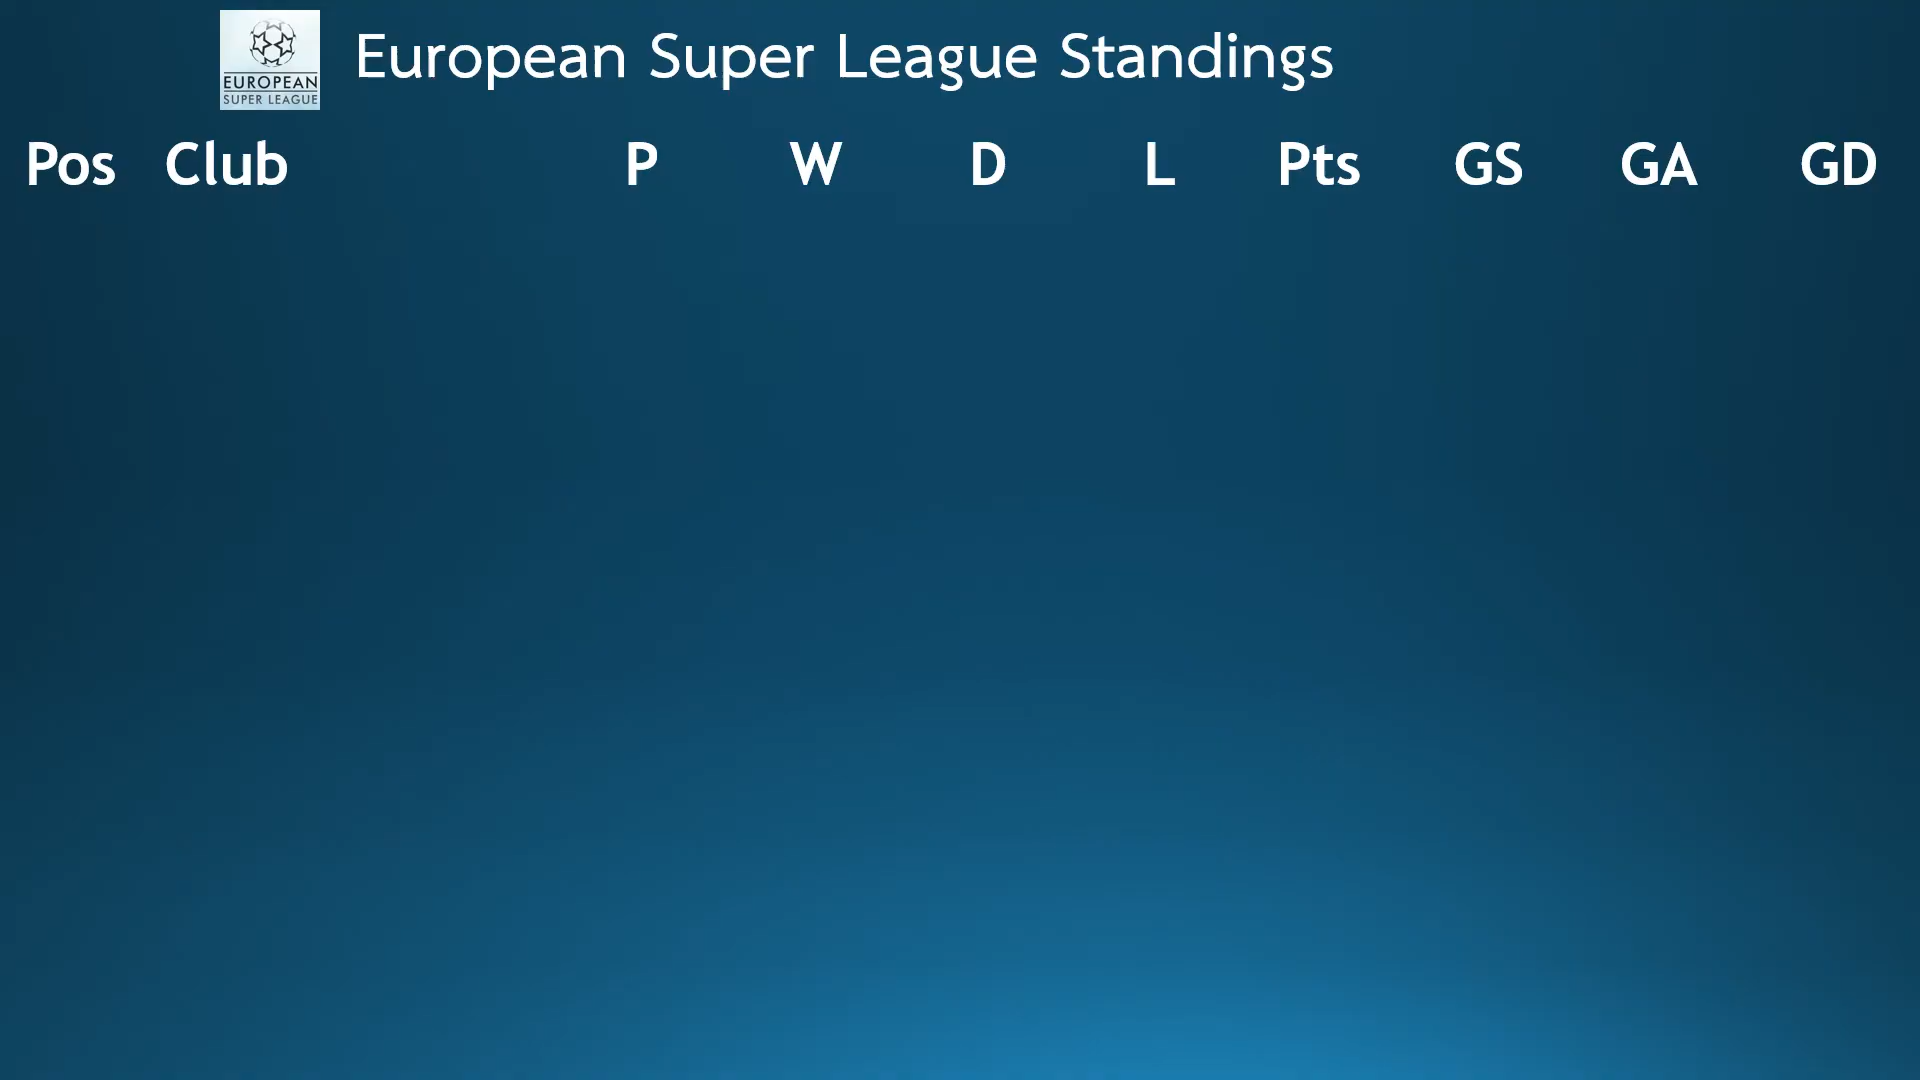 EUROPEAN
SUPER LEAGUE
European Super League Standings
Pos Club P W D L Pts GS GA GD